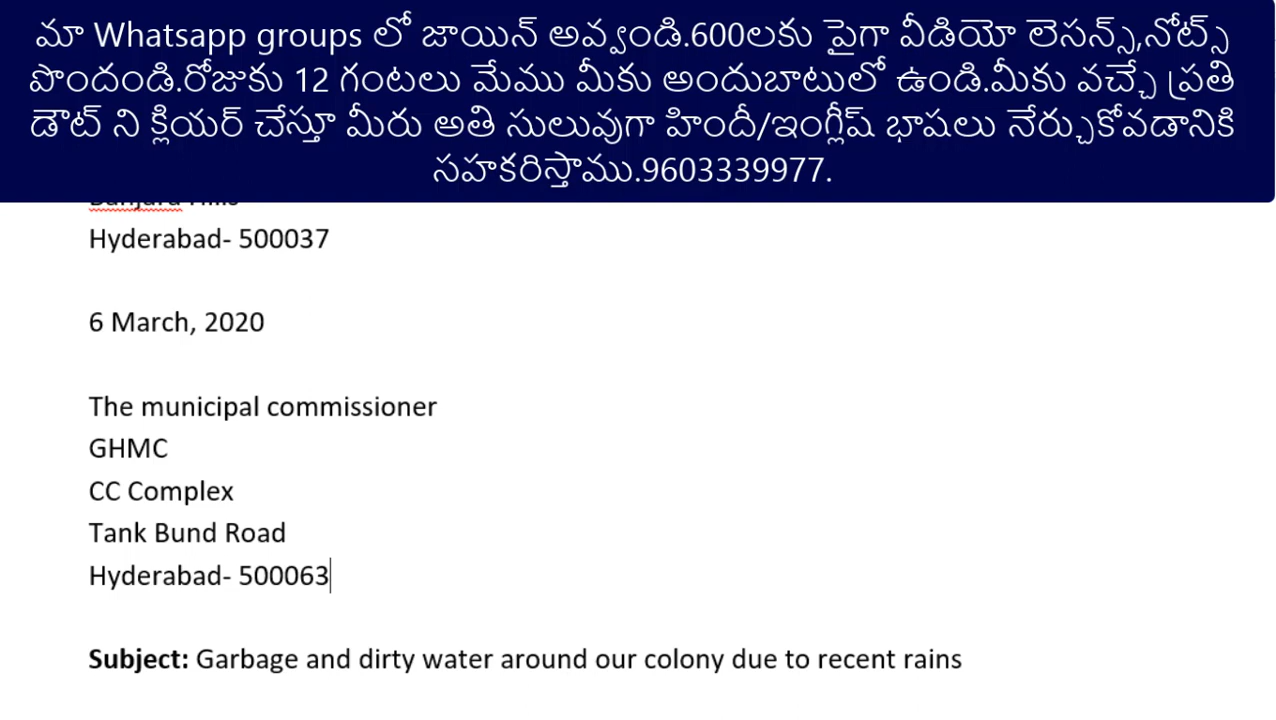 మా Whatsapp groups లో జాయిన్ అవ్వండి.600లకు పైగా వీడియో లెసన్స్,నోట్స్
పొందండి.రోజుకు 12 గంటలు మేము మీకు అందుబాటులో ఉండి.మీకు వచ్చే ప్రతి
డౌట్ ని క్లియర్ చేస్తూ మీరు అతి సులువుగా హిందీ/ఇంగ్లీష్ భాషలు నేర్చుకోవడానికి
సహకరిస్తాము.9603339977.
Hyderabad- 500037
6 March, 2020
The municipal commissioner
GHMC
CC Complex
Tank Bund Road
Hyderabad- 500063
Subject: Garbage and dirty water around our colony due to recent rains